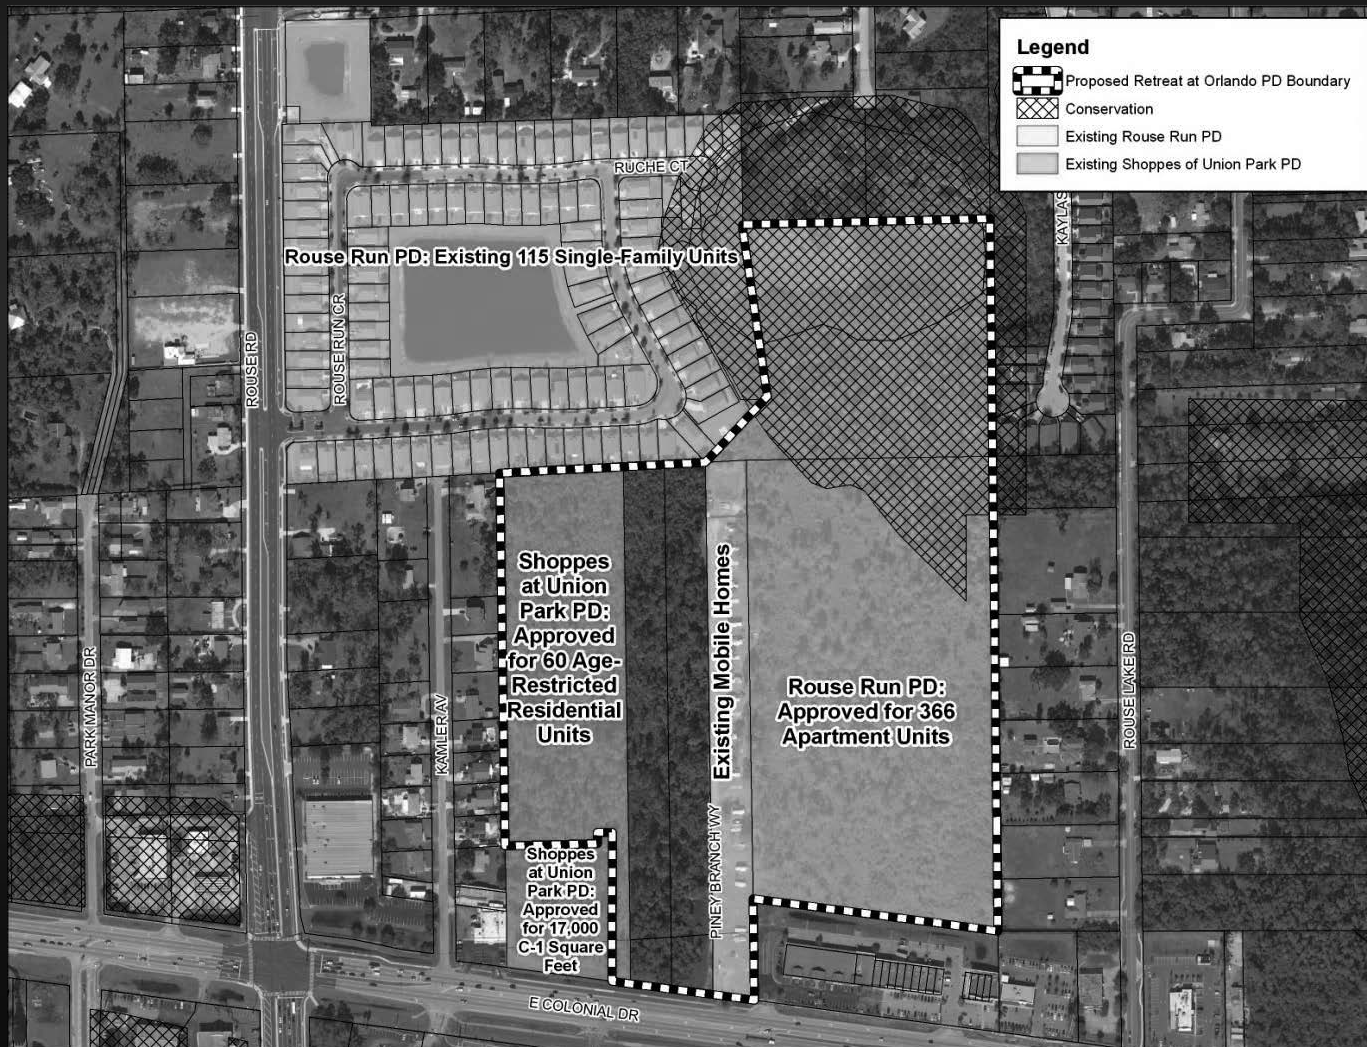 Legend
Proposed Retreat at Orlando PD Boundary
Conservation
Existing Rouse Run PD
Existing Shoppes of Union Park PD
RUCHE CT
KAYLAS
Rouse Run PD: Existing 115 Single-Family Units
ROUSE RD
ROUSE RUN CR
Shoppes
at Union
Park PD:
Approved
for 60 Age-
Restricted
Residential
Units
Existing Mobile Homes
Rouse Run PD:
Approved for 366
Apartment Units
PARK MANOR DR
KAMLER AV
ROUSE LAKE RD
PINEY BRANCH WY
Shoppes
at Union
Park PD:
Approved
for 17,000
C-1 Square
Feet
E COLONIAL DR